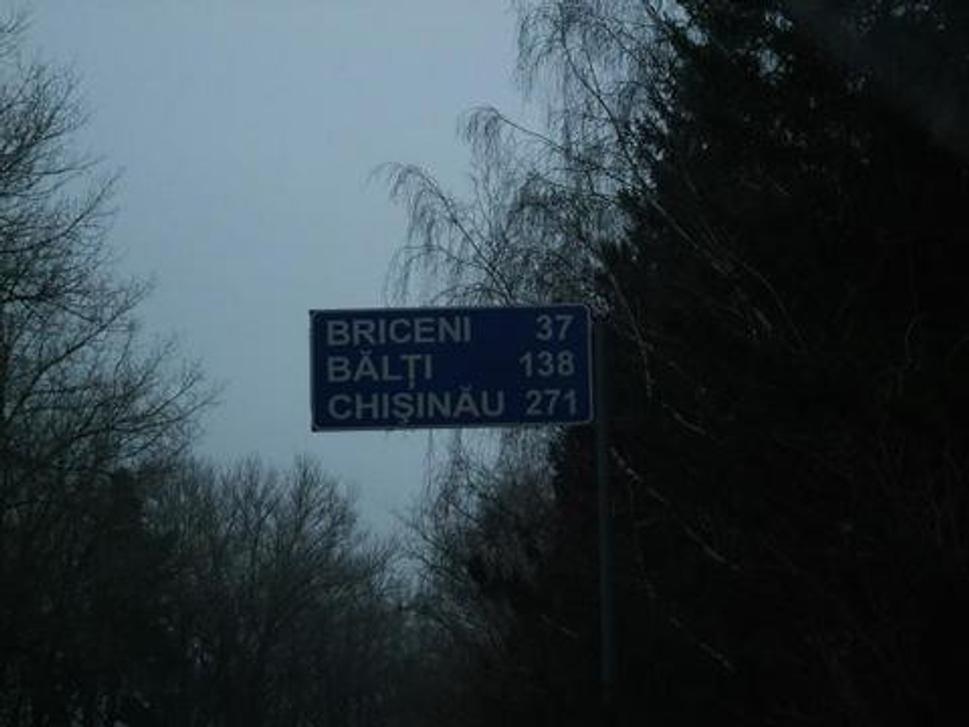 BRICENI 37
BĂLŢI 138
CHIŞINĂU 271